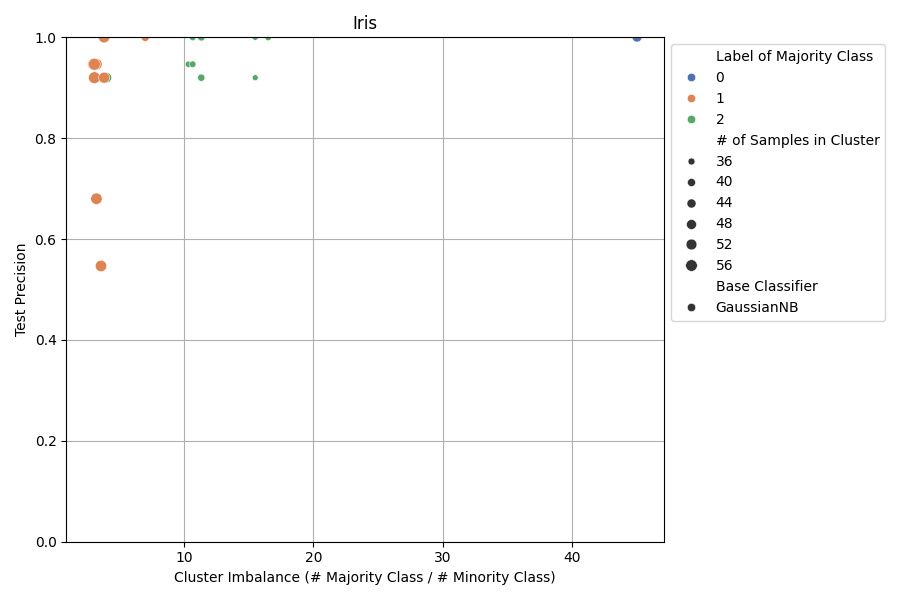 Iris
1.0
0.8
0.6
0.4
0.2
0.0
Test Precision
10
20
30
40
Cluster Imbalance (# Majority Class / # Minority Class)
Label of Majority Class
0
1
2
# of Samples in Cluster
36
40
44
48
52
56
Base Classifier
GaussianNB